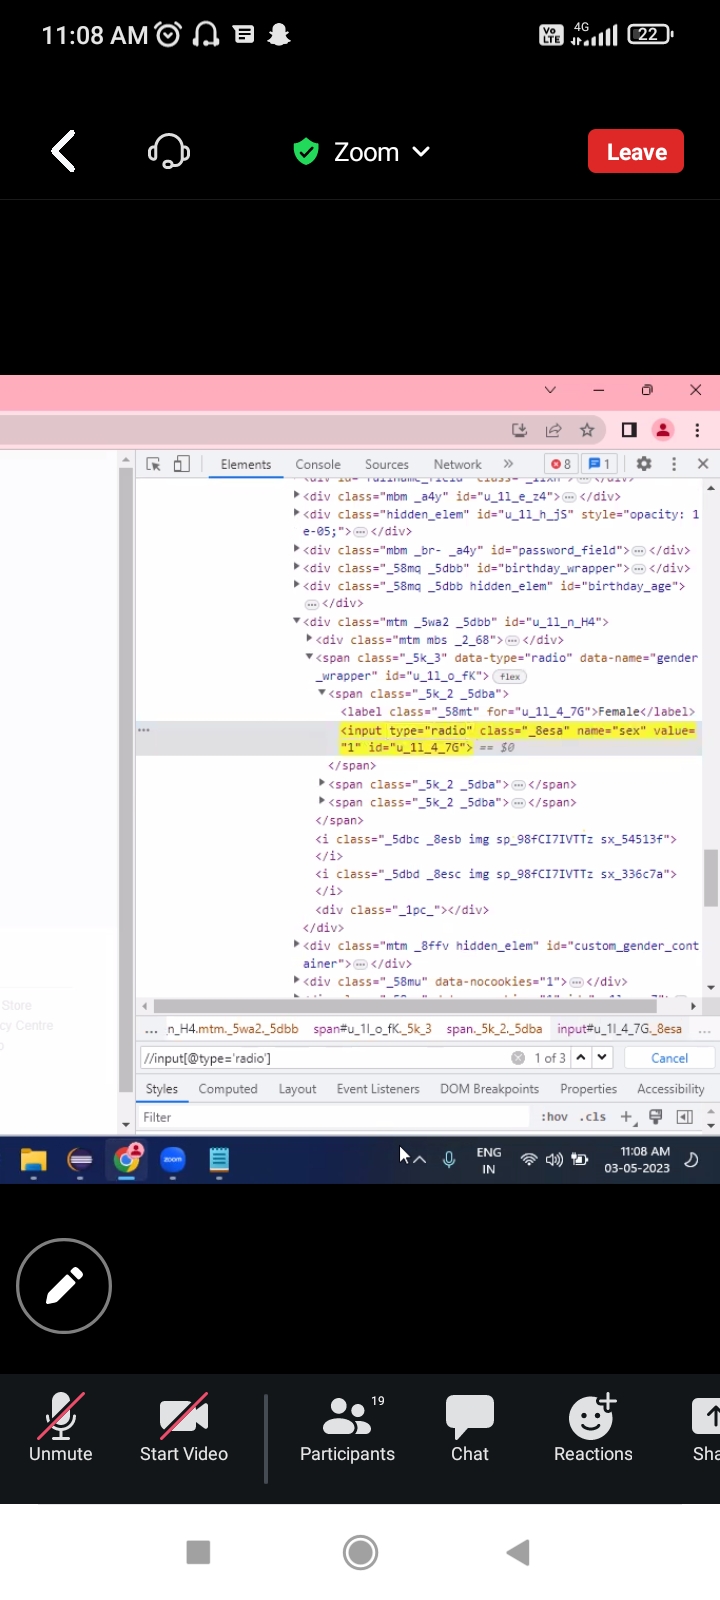 11:08 AM
Vo LTE
4G
22
Zoom
Leave
Elements
Console
Sources
Network
»
8
1
<div class="mbm _a4y" id="u_1l_e_z4">…</div>
<div class="hidden_elem" id="u_1l_h_jS" style="opacity: 1
e-05;">…</div>
<div class="mbm _br- _a4y" id="password_field">…</div>
<div class="_58mq _5dbb" id="birthday_wrapper">…</div>
<div class="_58mq _5dbb hidden_elem" id="birthday_age">
…</div>
<div class="mtm _5wa2 _5dbb" id="u_1l_n_H4">
<div class="mtm mbs _2_68">…</div>
<span class="_5k_3" data-type="radio" data-name="gender
_wrapper" id="u_1l_o_fK"> flex
<span class="_5k_2 _5dba">
<label class="_58mt" for="u_1l_4_7G">Female</label>
<input type="radio" class="_8esa" name="sex" value=
"1" id="u_1l_4_7G"> == $0
</span>
<span class="_5k_2 _5dba">…</span>
<span class="_5k_2 _5dba">…</span>
</span>
<i class="_5dbc _8esb img sp_98fCI7IVTTz sx_54513f">
</i>
<i class="_5dbd _8esc img sp_98fCI7IVTTz sx_336c7a">
</i>
<div class="_1pc_"></div>
</div>
<div class="mtm _8ffv hidden_elem" id="custom_gender_cont
ainer">…</div>
<div class="_58mu" data-nocookies="1">…</div>
Store
cy Centre
... _n_H4.mtm._5wa2._5dbb span#u_1l_o_fK._5k_3 span._5k_2._5dba input#u_1l_4_7G._8esa ...
//input[@type='radio']
1 of 3
Cancel
Styles
Computed
Layout
Event Listeners
DOM Breakpoints
Properties
Accessibility
Filter
:hov
.cls
+
zoom
ENG
IN
11:08 AM
03-05-2023
19
Unmute
Start Video
Participants
Chat
Reactions
Sha